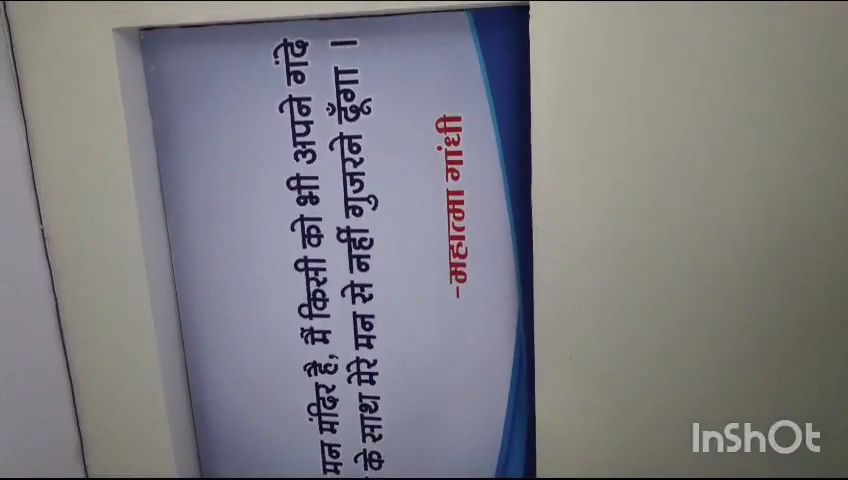 मन मंदिर है, मैं किसी को भी अपने गंदे
के साथ मेरे मन से नहीं गुजरने दूँगा ।
-महात्मा गांधी
InShOt